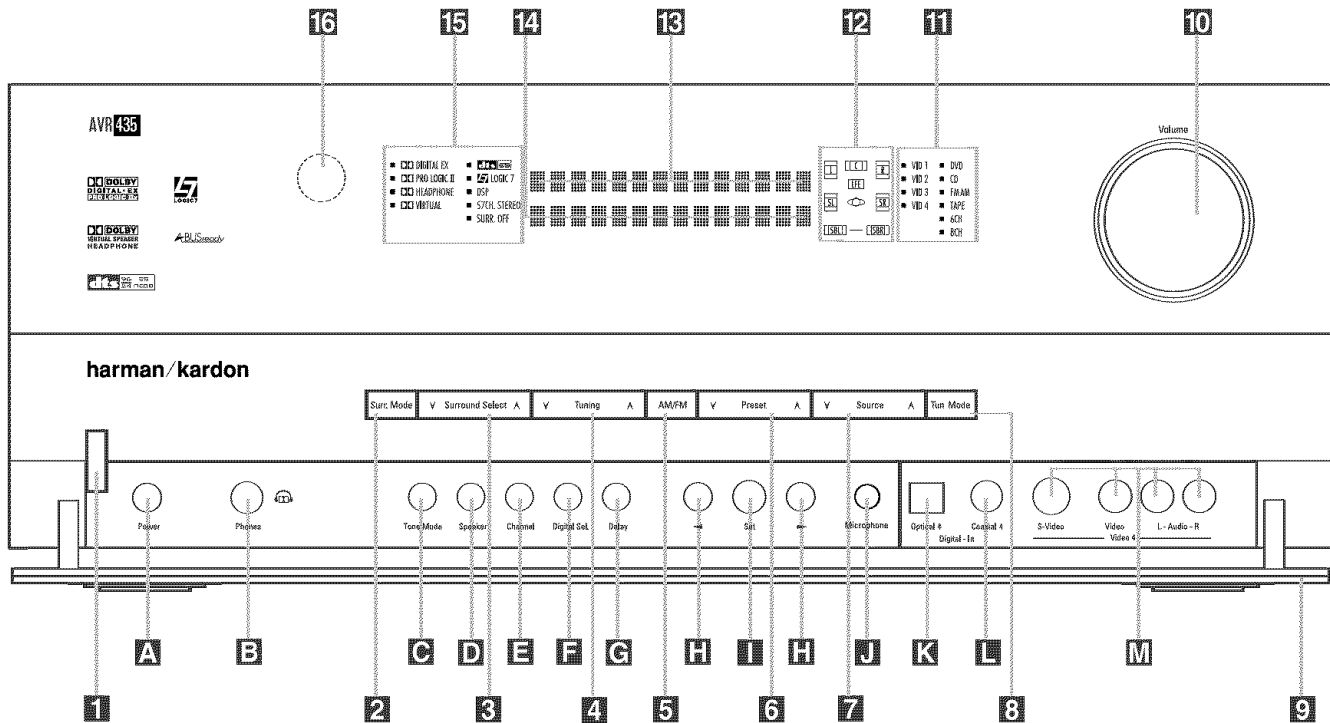 16 15 14 13 12 11 10
AVR 435
Volume
DIGITAL EX
PRO LOGIC II
HEADPHONE
VIRTUAL
dts
LOGIC 7
DSP
5/7CH. STEREO
SURR. OFF
L C R
LFE
SL SR
SBL SBR
VID 1
VID 2
VID 3
VID 4
DVD
CD
FM/AM
TAPE
6CH
8CH
DOLBY
DIGITAL-EX
PRO LOGIC IIx
LOGIC 7
DOLBY
VIRTUAL SPEAKER
HEADPHONE
A-BUS ready
dts
harman/kardon
Surr. Mode ∨ Surround Select ∧ ∨ Tuning ∧ AM/FM ∨ Preset ∧ ∨ Source ∧ Tun Mode
Power Phones Tone Mode Speaker Channel Digital Sel. Delay Set Microphone Optical 4 Coaxial 4 S-Video Video L - Audio - R
Digital - In Video 4
A B C D E F G H I H J K L M
1 2 3 4 5 6 7 8 9